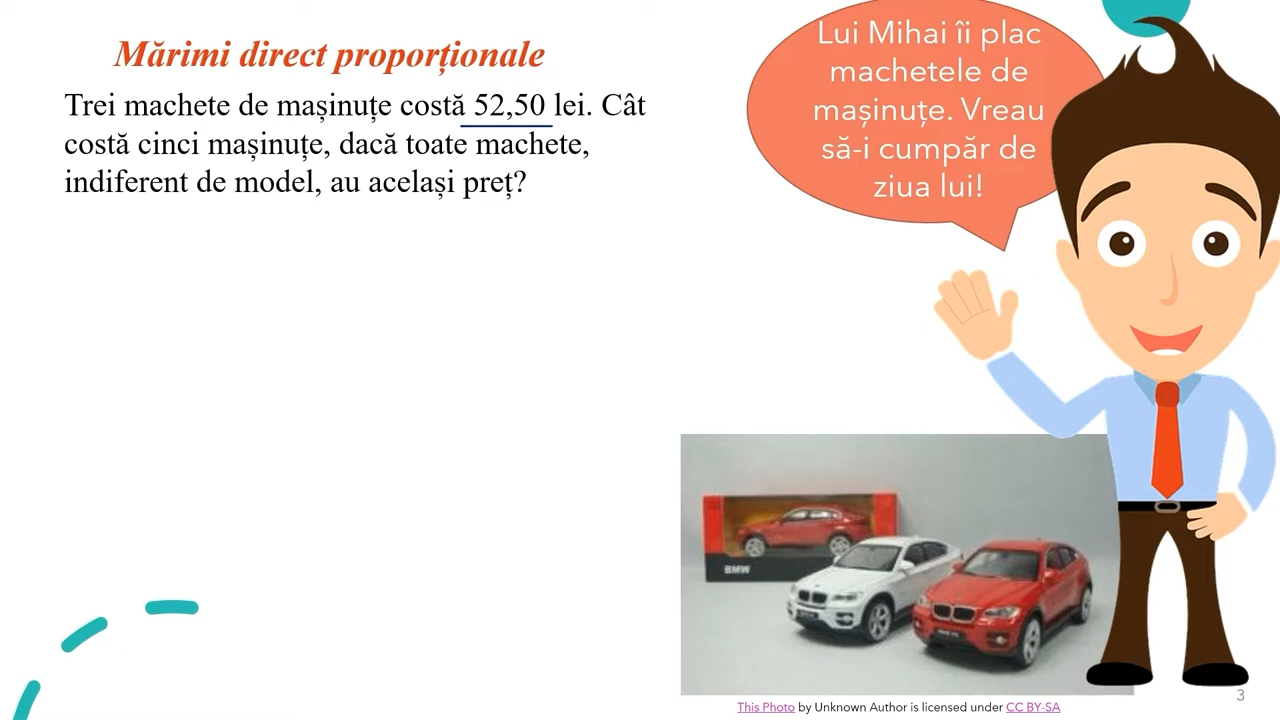 Mărimi direct proporționale
Trei machete de mașinuțe costă 52,50 lei. Cât
costă cinci mașinuțe, dacă toate machete,
indiferent de model, au același preț?
Lui Mihai îi plac
machetele de
mașinuțe. Vreau
să-i cumpăr de
ziua lui!
BMW
This Photo by Unknown Author is licensed under CC BY-SA
3